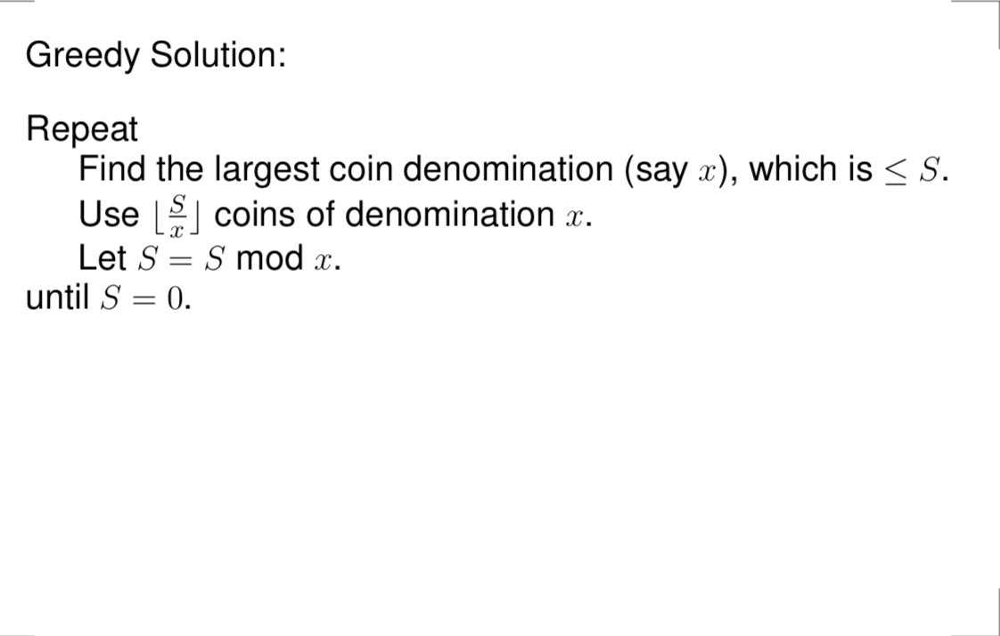 Greedy Solution:
Repeat
Find the largest coin denomination (say x), which is ≤ S.
Use ⌊S/x⌋ coins of denomination x.
Let S = S mod x.
until S = 0.